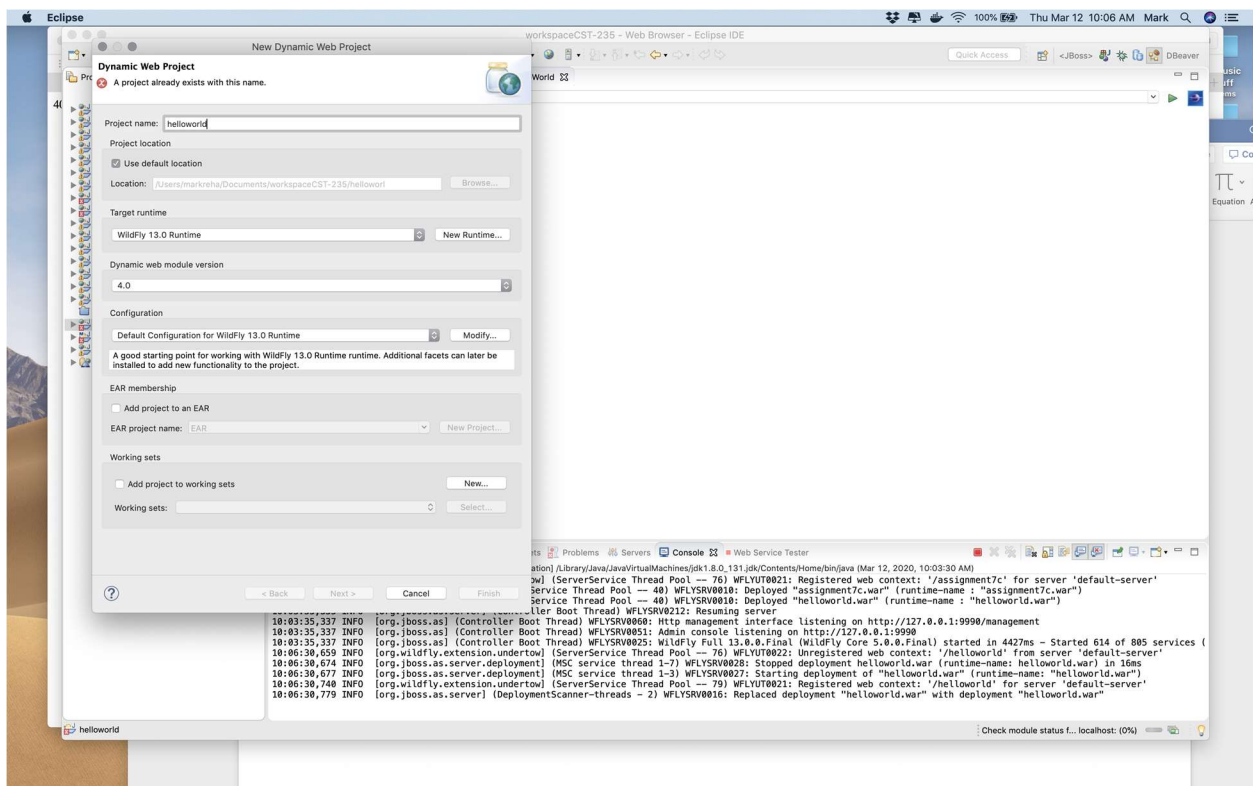 Eclipse
100%
Thu Mar 12 10:06 AM Mark
workspaceCST-235 - Web Browser - Eclipse IDE
New Dynamic Web Project
Quick Access
<JBoss>
DBeaver
Dynamic Web Project
A project already exists with this name.
World
Project name: helloworld
Project location
Use default location
Location: /Users/markreha/Documents/workspaceCST-235/helloworl
Browse...
Target runtime
WildFly 13.0 Runtime
New Runtime...
Equation
Dynamic web module version
4.0
Configuration
Default Configuration for WildFly 13.0 Runtime
Modify...
A good starting point for working with WildFly 13.0 Runtime runtime. Additional facets can later be
installed to add new functionality to the project.
EAR membership
Add project to an EAR
EAR project name: EAR
New Project...
Working sets
Add project to working sets
New...
Working sets:
Select...
Problems Servers Console Web Service Tester
ation] /Library/Java/JavaVirtualMachines/jdk1.8.0_131.jdk/Contents/Home/bin/java (Mar 12, 2020, 10:03:30 AM)
ow] (ServerService Thread Pool -- 76) WFLYUT0021: Registered web context: '/assignment7c' for server 'default-server'
Service Thread Pool -- 40) WFLYSRV0010: Deployed "assignment7c.war" (runtime-name : "assignment7c.war")
Service Thread Pool -- 40) WFLYSRV0010: Deployed "helloworld.war" (runtime-name : "helloworld.war")
< Back Next > Cancel Finish
ller Boot Thread) WFLYSRV0212: Resuming server
10:03:35,337 INFO [org.jboss.as] (Controller Boot Thread) WFLYSRV0060: Http management interface listening on http://127.0.0.1:9990/management
10:03:35,337 INFO [org.jboss.as] (Controller Boot Thread) WFLYSRV0051: Admin console listening on http://127.0.0.1:9990
10:03:35,337 INFO [org.jboss.as] (Controller Boot Thread) WFLYSRV0025: WildFly Full 13.0.0.Final (WildFly Core 5.0.0.Final) started in 4427ms - Started 614 of 805 services (
10:06:30,659 INFO [org.wildfly.extension.undertow] (ServerService Thread Pool -- 76) WFLYUT0022: Unregistered web context: '/helloworld' from server 'default-server'
10:06:30,674 INFO [org.jboss.as.server.deployment] (MSC service thread 1-7) WFLYSRV0028: Stopped deployment helloworld.war (runtime-name: helloworld.war) in 16ms
10:06:30,677 INFO [org.jboss.as.server.deployment] (MSC service thread 1-3) WFLYSRV0027: Starting deployment of "helloworld.war" (runtime-name: "helloworld.war")
10:06:30,740 INFO [org.wildfly.extension.undertow] (ServerService Thread Pool -- 79) WFLYUT0021: Registered web context: '/helloworld' for server 'default-server'
10:06:30,779 INFO [org.jboss.as.server] (DeploymentScanner-threads - 2) WFLYSRV0016: Replaced deployment "helloworld.war" with deployment "helloworld.war"
helloworld
Check module status f... localhost: (0%)